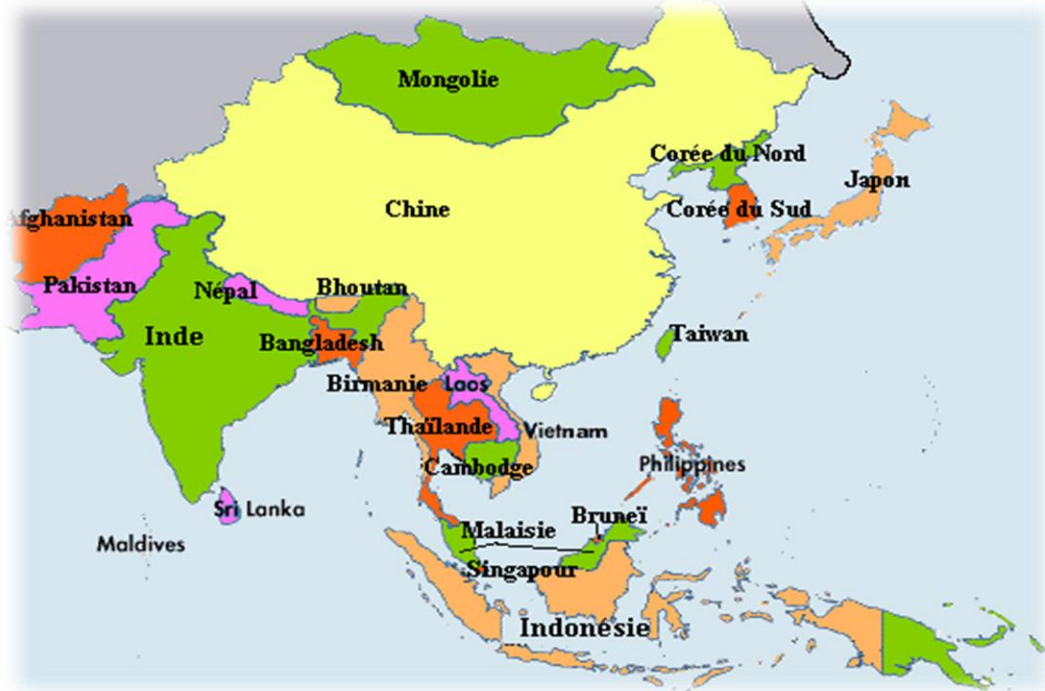 Mongolie
Corée du Nord
Japon
Chine
Corée du Sud
Afghanistan
Pakistan
Népal
Bhoutan
Inde
Bangladesh
Taiwan
Birmanie
Laos
Thaïlande
Vietnam
Cambodge
Philippines
Sri Lanka
Bruneï
Malaisie
Maldives
Singapour
Indonésie